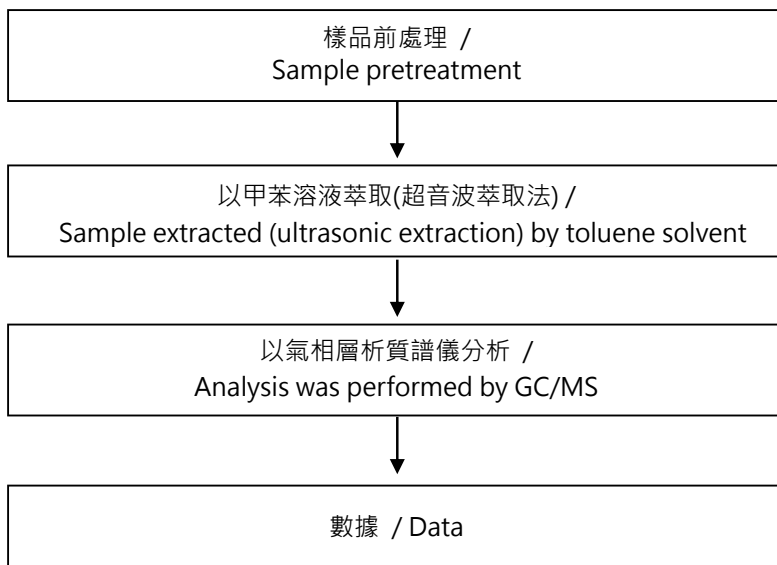 樣品前處理 /
Sample pretreatment
以甲苯溶液萃取(超音波萃取法) /
Sample extracted (ultrasonic extraction) by toluene solvent
以氣相層析質譜儀分析 /
Analysis was performed by GC/MS
數據 / Data